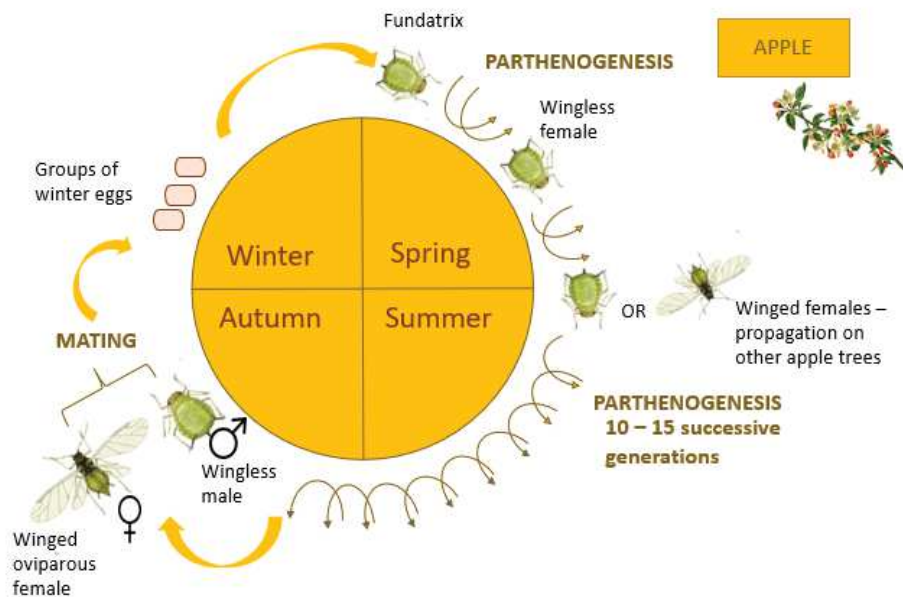 Fundatrix
APPLE
PARTHENOGENESIS
Wingless
female
Groups of
winter eggs
Winter
Spring
Autumn
Summer
OR
Winged females –
propagation on
other apple trees
MATING
PARTHENOGENESIS
10 – 15 successive
generations
Wingless
male
Winged
oviparous
female